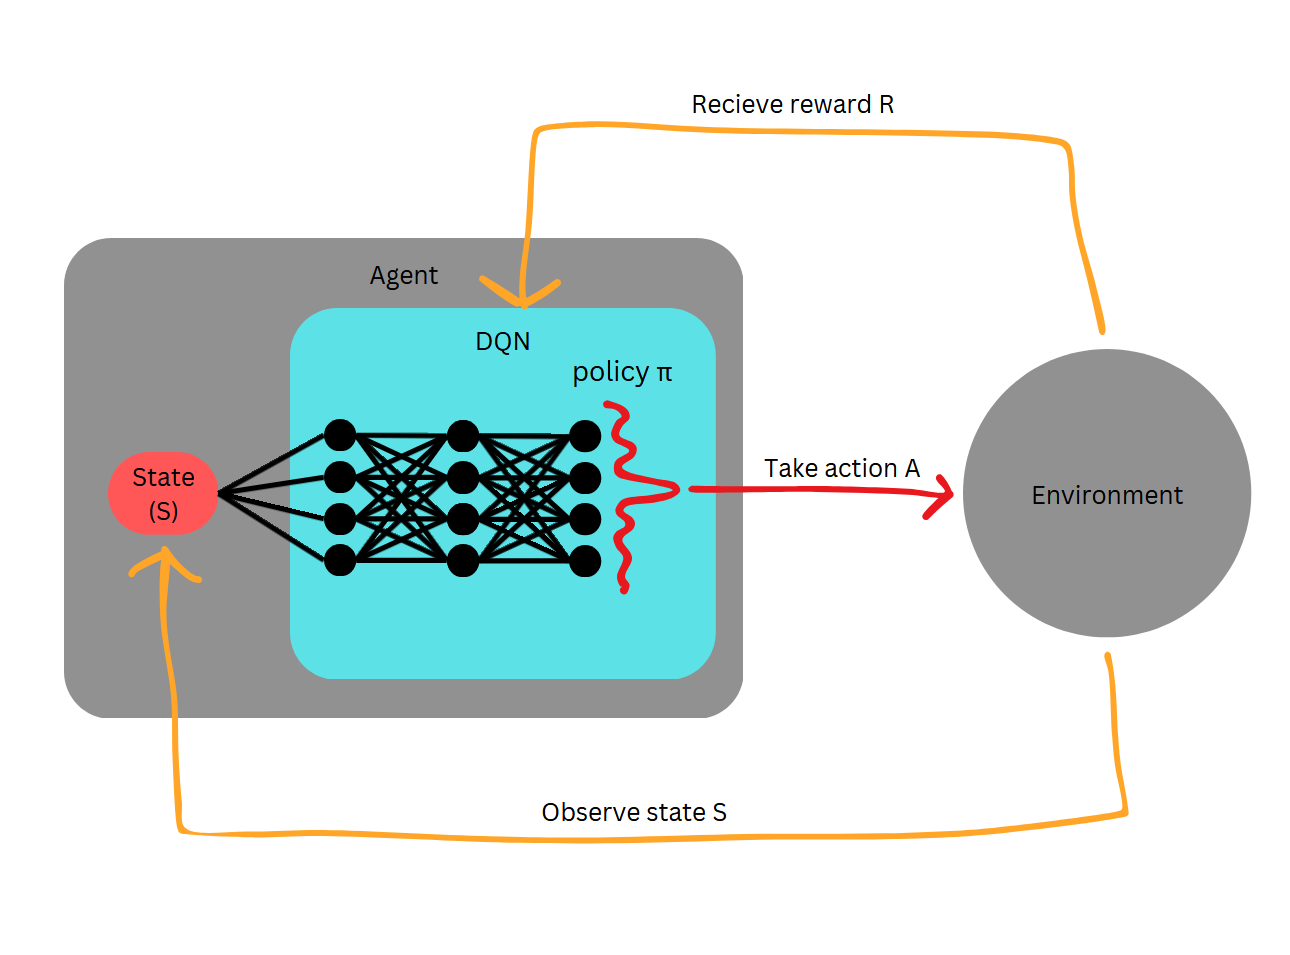 Recieve reward R
Agent
DQN
policy π
State
(S)
Take action A
Environment
Observe state S